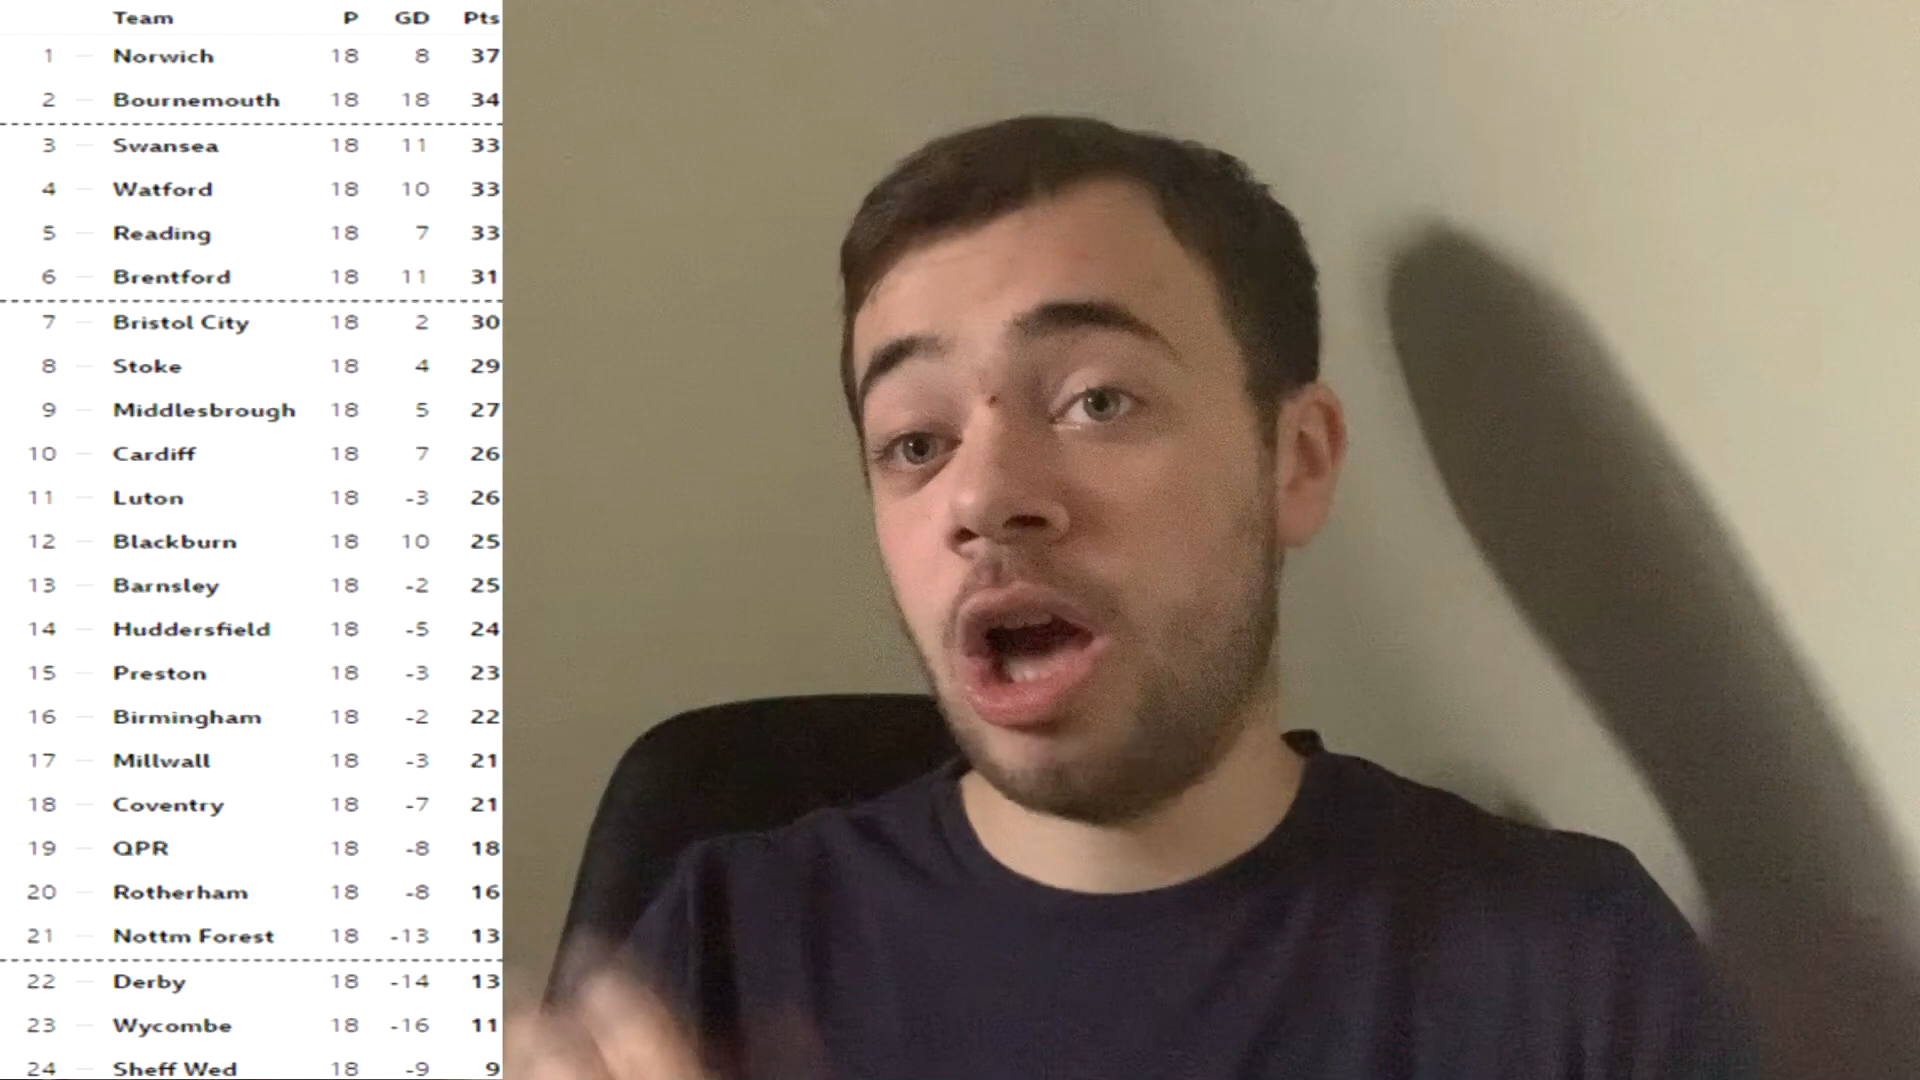 Team P GD Pts
1 Norwich 18 8 37
2 Bournemouth 18 18 34
3 Swansea 18 11 33
4 Watford 18 10 33
5 Reading 18 7 33
6 Brentford 18 11 31
7 Bristol City 18 2 30
8 Stoke 18 4 29
9 Middlesbrough 18 5 27
10 Cardiff 18 7 26
11 Luton 18 -3 26
12 Blackburn 18 10 25
13 Barnsley 18 -2 25
14 Huddersfield 18 -5 24
15 Preston 18 -3 23
16 Birmingham 18 -2 22
17 Millwall 18 -3 21
18 Coventry 18 -7 21
19 QPR 18 -8 18
20 Rotherham 18 -8 16
21 Nottm Forest 18 -13 13
22 Derby 18 -14 13
23 Wycombe 18 -16 11
24 Sheff Wed 18 -9 9